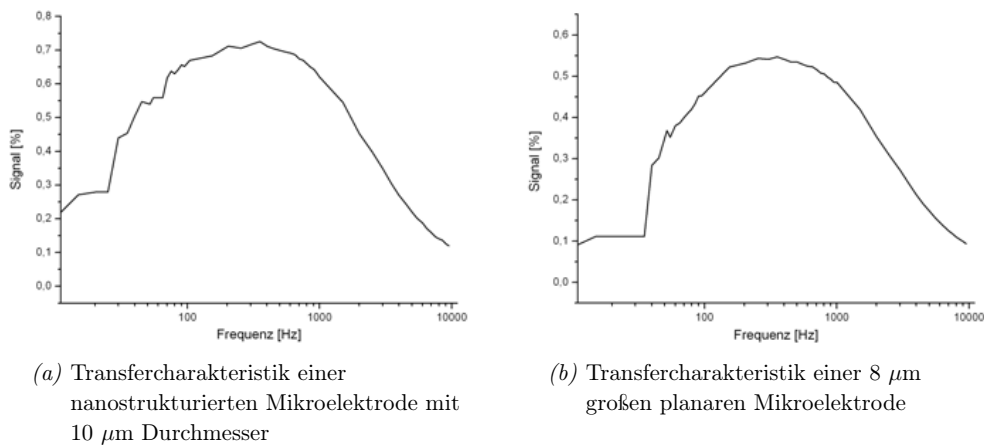 0,8
0,7
0,6
0,5
0,4
0,3
0,2
0,1
0,0
Signal [%]
100
1000
10000
Frequenz [Hz]
0,6
0,5
0,4
0,3
0,2
0,1
0,0
Signal [%]
100
1000
10000
Frequenz [Hz]
(a) Transfercharakteristik einer
nanostrukturierten Mikroelektrode mit
10 μm Durchmesser
(b) Transfercharakteristik einer 8 μm
großen planaren Mikroelektrode